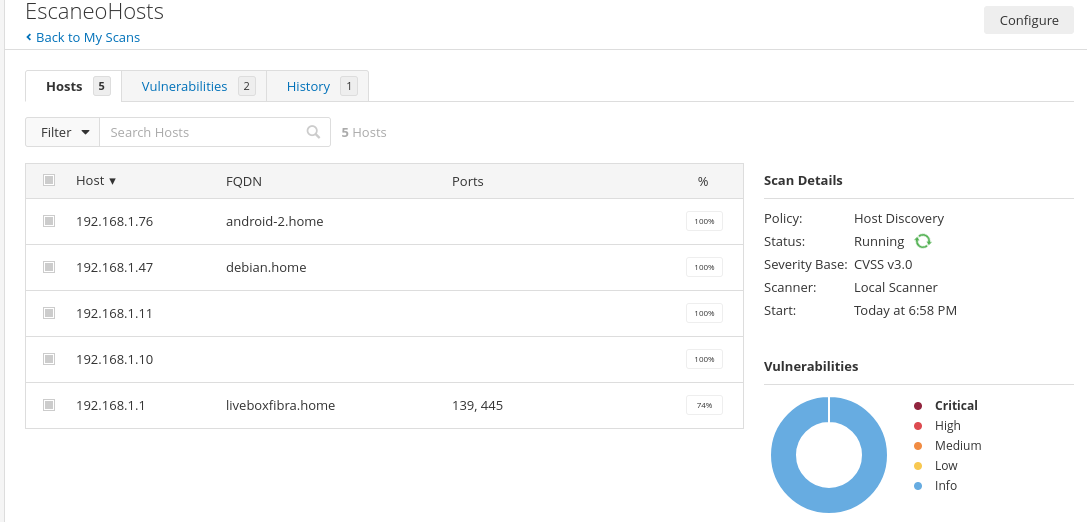 EscaneoHosts
Configure
Back to My Scans
Hosts 5 Vulnerabilities 2 History 1
Filter Search Hosts 5 Hosts
Host FQDN Ports %
192.168.1.76 android-2.home 100%
192.168.1.47 debian.home 100%
192.168.1.11 100%
192.168.1.10 100%
192.168.1.1 liveboxfibra.home 139, 445 74%
Scan Details
Policy: Host Discovery
Status: Running
Severity Base: CVSS v3.0
Scanner: Local Scanner
Start: Today at 6:58 PM
Vulnerabilities
Critical
High
Medium
Low
Info